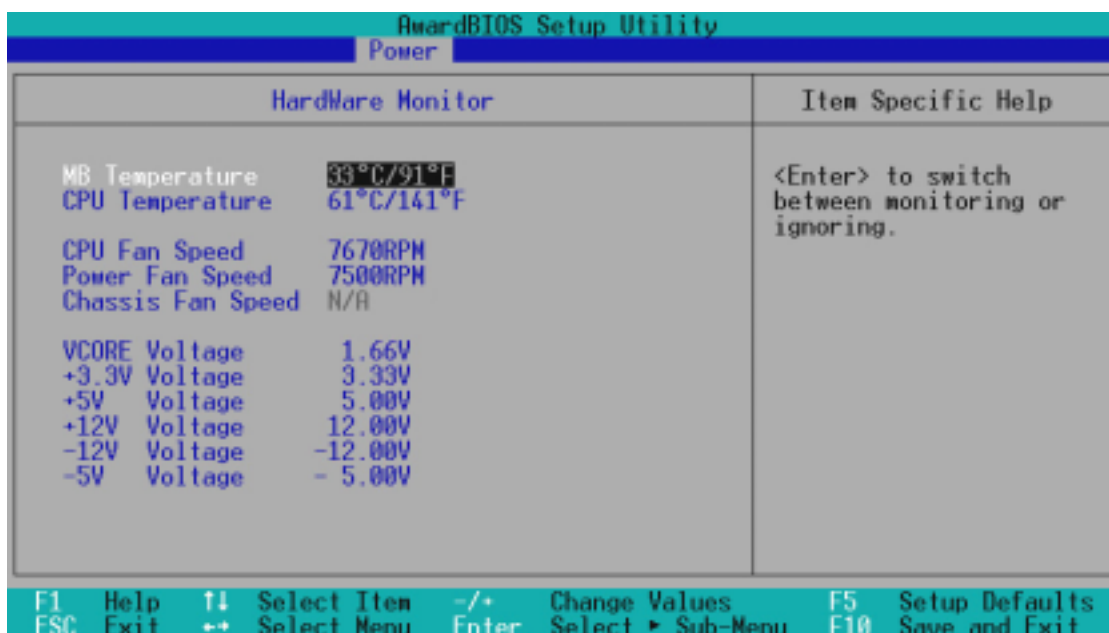 AwardBIOS Setup Utility
Power
HardWare Monitor
Item Specific Help
MB Temperature 33°C/91°F
CPU Temperature 61°C/141°F
CPU Fan Speed 7670RPM
Power Fan Speed 7500RPM
Chassis Fan Speed N/A
VCORE Voltage 1.66V
+3.3V Voltage 3.33V
+5V Voltage 5.00V
+12V Voltage 12.00V
-12V Voltage -12.00V
-5V Voltage - 5.00V
<Enter> to switch
between monitoring or
ignoring.
F1 Help ↑↓ Select Item -/+ Change Values F5 Setup Defaults
ESC Exit ←→ Select Menu Enter Select ► Sub-Menu F10 Save and Exit